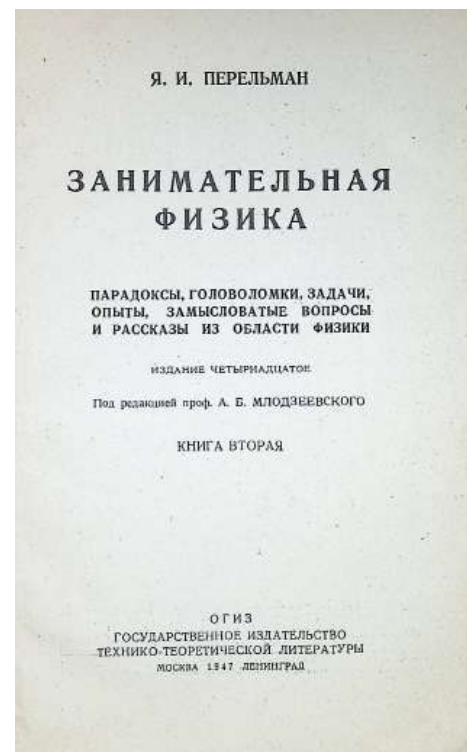 Я. И. ПЕРЕЛЬМАН
ЗАНИМАТЕЛЬНАЯ
ФИЗИКА
ПАРАДОКСЫ, ГОЛОВОЛОМКИ, ЗАДАЧИ,
ОПЫТЫ, ЗАМЫСЛОВАТЫЕ ВОПРОСЫ
И РАССКАЗЫ ИЗ ОБЛАСТИ ФИЗИКИ
ИЗДАНИЕ ЧЕТЫРНАДЦАТОЕ
Под редакцией проф. А. Б. МЛОДЗЕЕВСКОГО
КНИГА ВТОРАЯ
ОГИЗ
ГОСУДАРСТВЕННОЕ ИЗДАТЕЛЬСТВО
ТЕХНИКО-ТЕОРЕТИЧЕСКОЙ ЛИТЕРАТУРЫ
МОСКВА 1947 ЛЕНИНГРАД